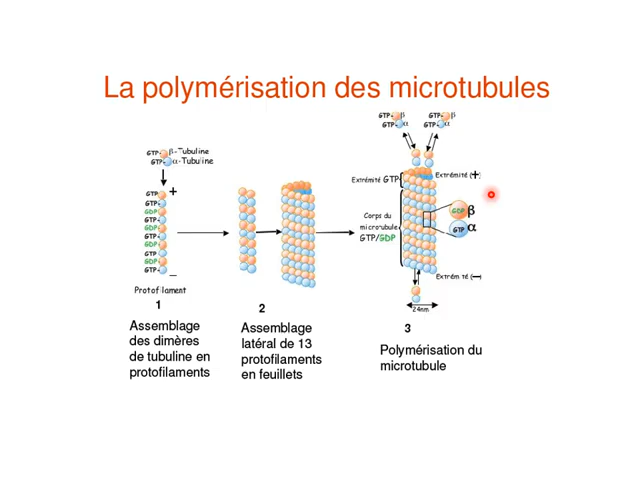 La polymérisation des microtubules
GTP β-Tubuline
GTP α-Tubuline
+
GTP
GTP
GDP
GTP
GDP
GTP
GDP
GTP
GDP
GTP
–
Protofilament
1
Assemblage
des dimères
de tubuline en
protofilaments
2
Assemblage
latéral de 13
protofilaments
en feuillets
GTP β
GTP α
GTP β
GTP α
Extrémité GTP
Extrémité (+)
Corps du
microtubule
GTP/GDP
GDP β
GTP α
Extrémité (–)
24nm
3
Polymérisation du
microtubule